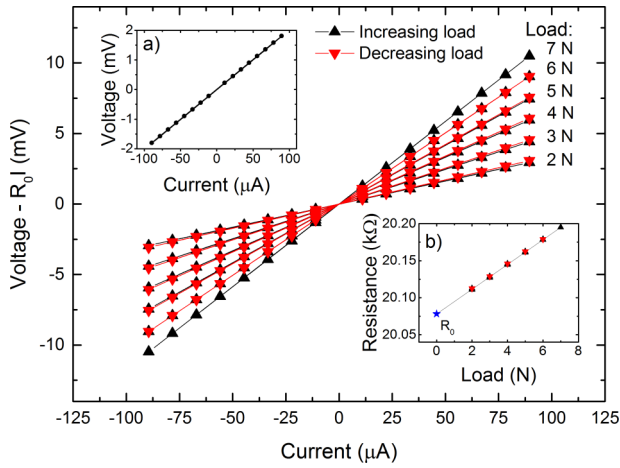 a)
2
1
0
-1
-2
-100
-50
0
50
100
Voltage (mV)
Current (μA)
Increasing load
Decreasing load
Load:
7 N
6 N
5 N
4 N
3 N
2 N
10
5
0
-5
-10
Voltage - R₀I (mV)
b)
20.20
20.17
20.10
20.05
R₀
0
2
4
6
8
Resistance (kΩ)
Load (N)
-125
-100
-75
-50
-25
0
25
50
75
100
125
Current (μA)